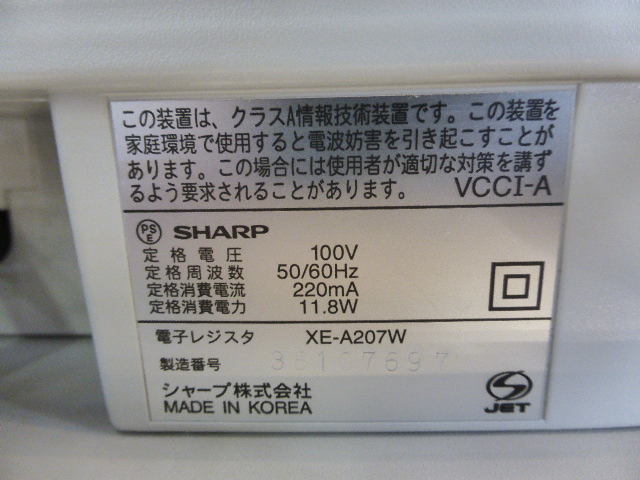 この装置は、クラスA情報技術装置です。この装置を
家庭環境で使用すると電波妨害を引き起こすことが
あります。この場合には使用者が適切な対策を講ず
るよう要求されることがあります。 VCCI-A
PS E SHARP
定格電圧 100V
定格周波数 50/60Hz
定格消費電流 220mA
定格消費電力 11.8W
電子レジスタ XE-A207W
製造番号 38107697
シャープ株式会社
MADE IN KOREA
S JET